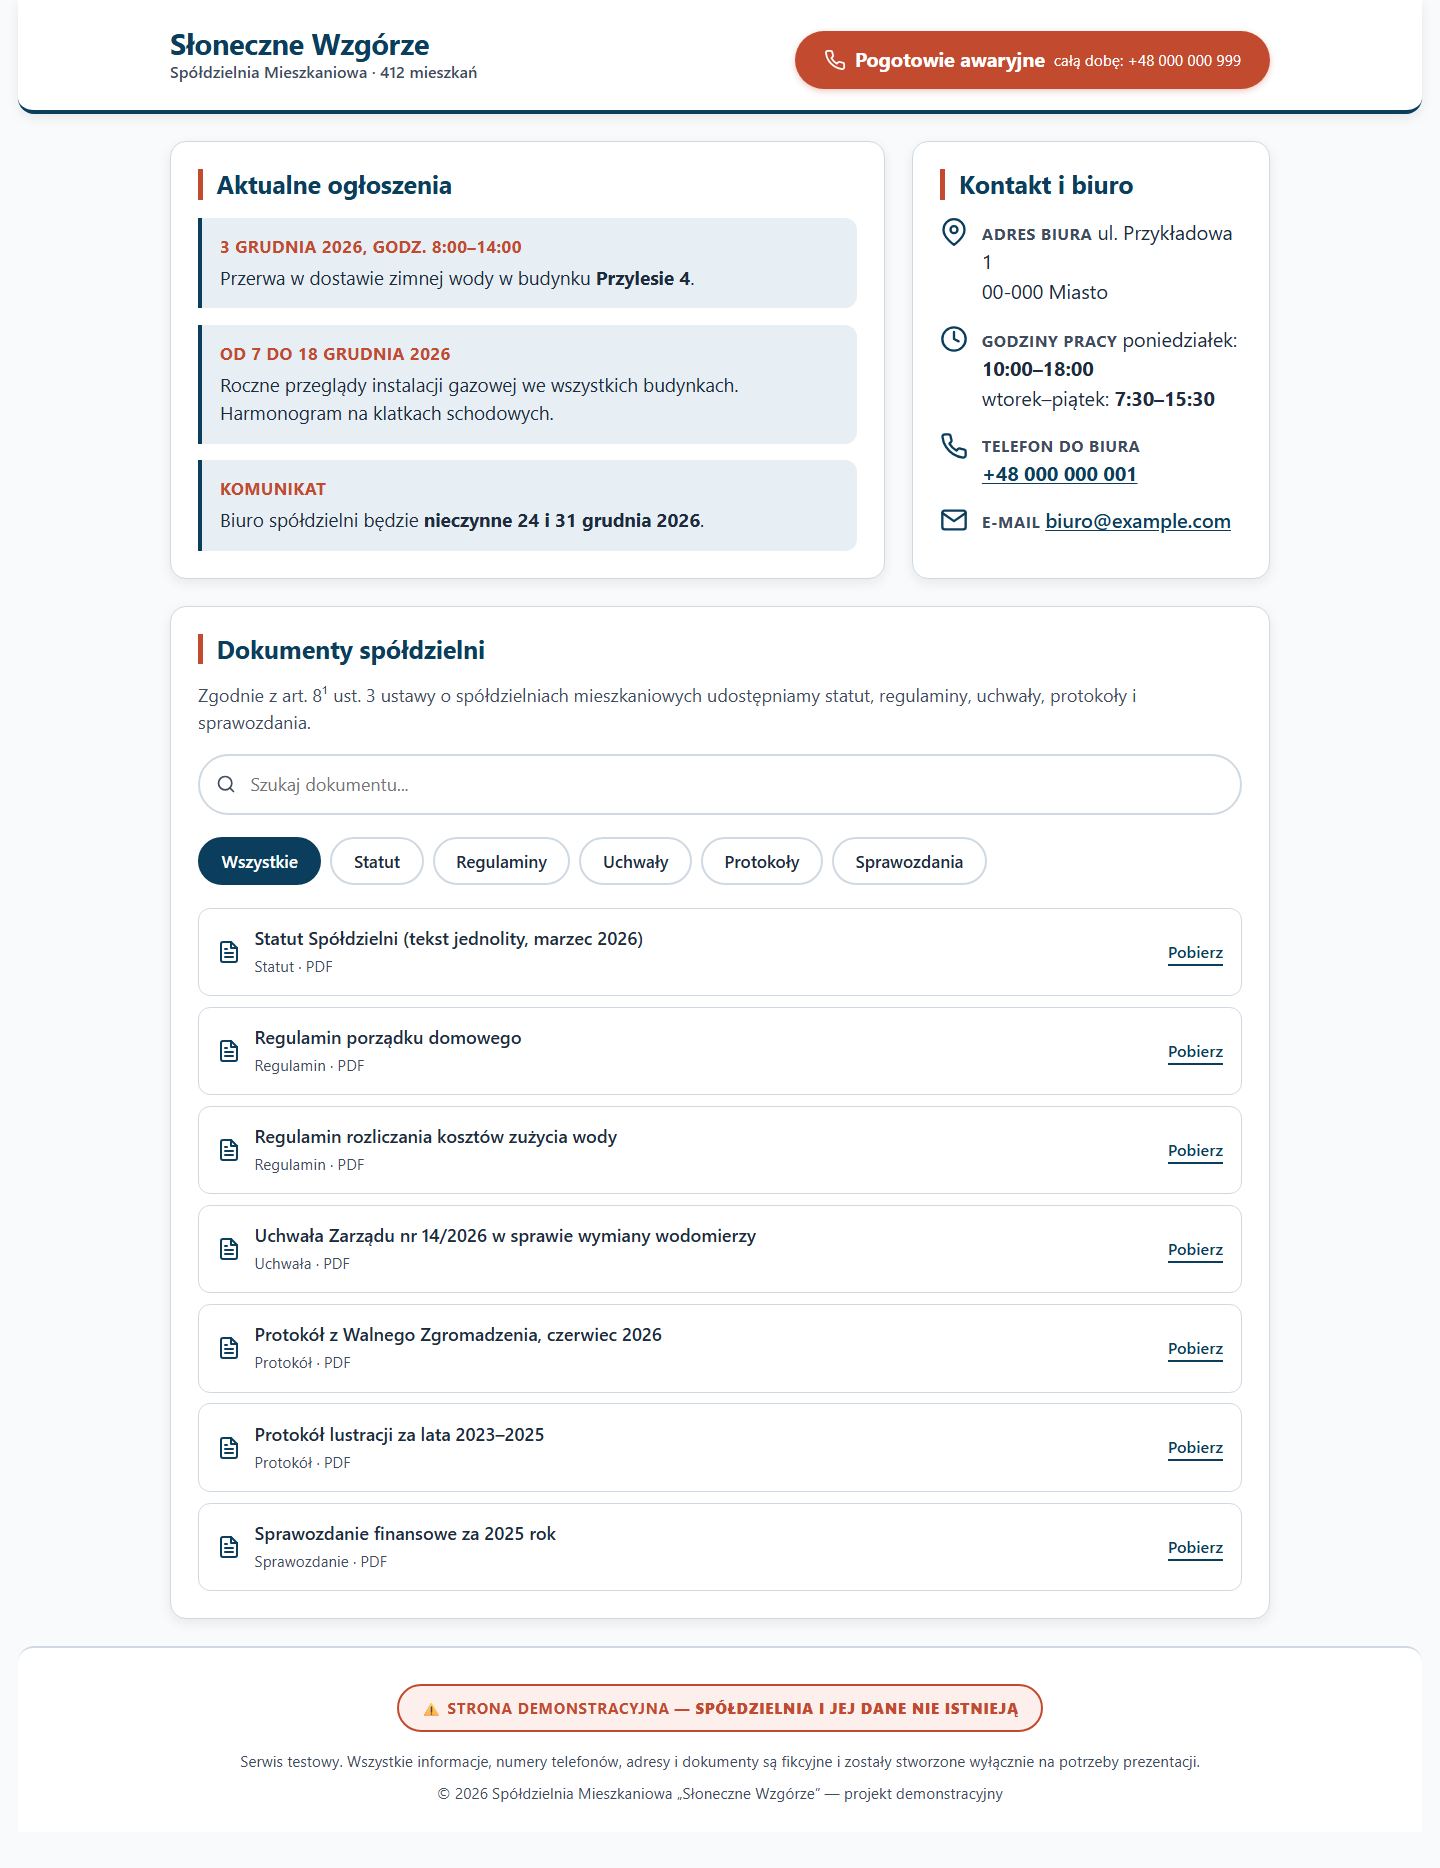 Słoneczne Wzgórze
Spółdzielnia Mieszkaniowa · 412 mieszkań
Pogotowie awaryjne całą dobę: +48 000 000 999
Aktualne ogłoszenia
3 GRUDNIA 2026, GODZ. 8:00–14:00
Przerwa w dostawie zimnej wody w budynku Przylesie 4.
OD 7 DO 18 GRUDNIA 2026
Roczne przeglądy instalacji gazowej we wszystkich budynkach.
Harmonogram na klatkach schodowych.
KOMUNIKAT
Biuro spółdzielni będzie nieczynne 24 i 31 grudnia 2026.
Kontakt i biuro
ADRES BIURA ul. Przykładowa
1
00-000 Miasto
GODZINY PRACY poniedziałek:
10:00–18:00
wtorek–piątek: 7:30–15:30
TELEFON DO BIURA
+48 000 000 001
E-MAIL biuro@example.com
Dokumenty spółdzielni
Zgodnie z art. 8¹ ust. 3 ustawy o spółdzielniach mieszkaniowych udostępniamy statut, regulaminy, uchwały, protokoły i
sprawozdania.
Szukaj dokumentu...
Wszystkie Statut Regulaminy Uchwały Protokoły Sprawozdania
Statut Spółdzielni (tekst jednolity, marzec 2026)
Statut · PDF
Pobierz
Regulamin porządku domowego
Regulamin · PDF
Pobierz
Regulamin rozliczania kosztów zużycia wody
Regulamin · PDF
Pobierz
Uchwała Zarządu nr 14/2026 w sprawie wymiany wodomierzy
Uchwała · PDF
Pobierz
Protokół z Walnego Zgromadzenia, czerwiec 2026
Protokół · PDF
Pobierz
Protokół lustracji za lata 2023–2025
Protokół · PDF
Pobierz
Sprawozdanie finansowe za 2025 rok
Sprawozdanie · PDF
Pobierz
⚠️ STRONA DEMONSTRACYJNA — SPÓŁDZIELNIA I JEJ DANE NIE ISTNIEJĄ
Serwis testowy. Wszystkie informacje, numery telefonów, adresy i dokumenty są fikcyjne i zostały stworzone wyłącznie na potrzeby prezentacji.
© 2026 Spółdzielnia Mieszkaniowa „Słoneczne Wzgórze” — projekt demonstracyjny